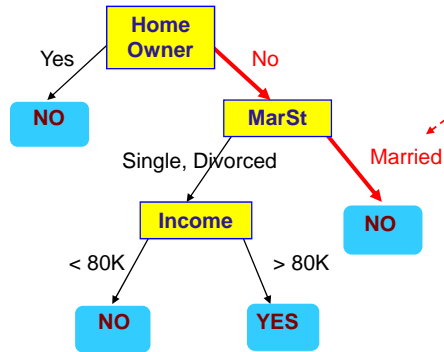 Home
Owner
Yes
No
NO
MarSt
Single, Divorced
Married
Income
NO
< 80K
> 80K
NO
YES